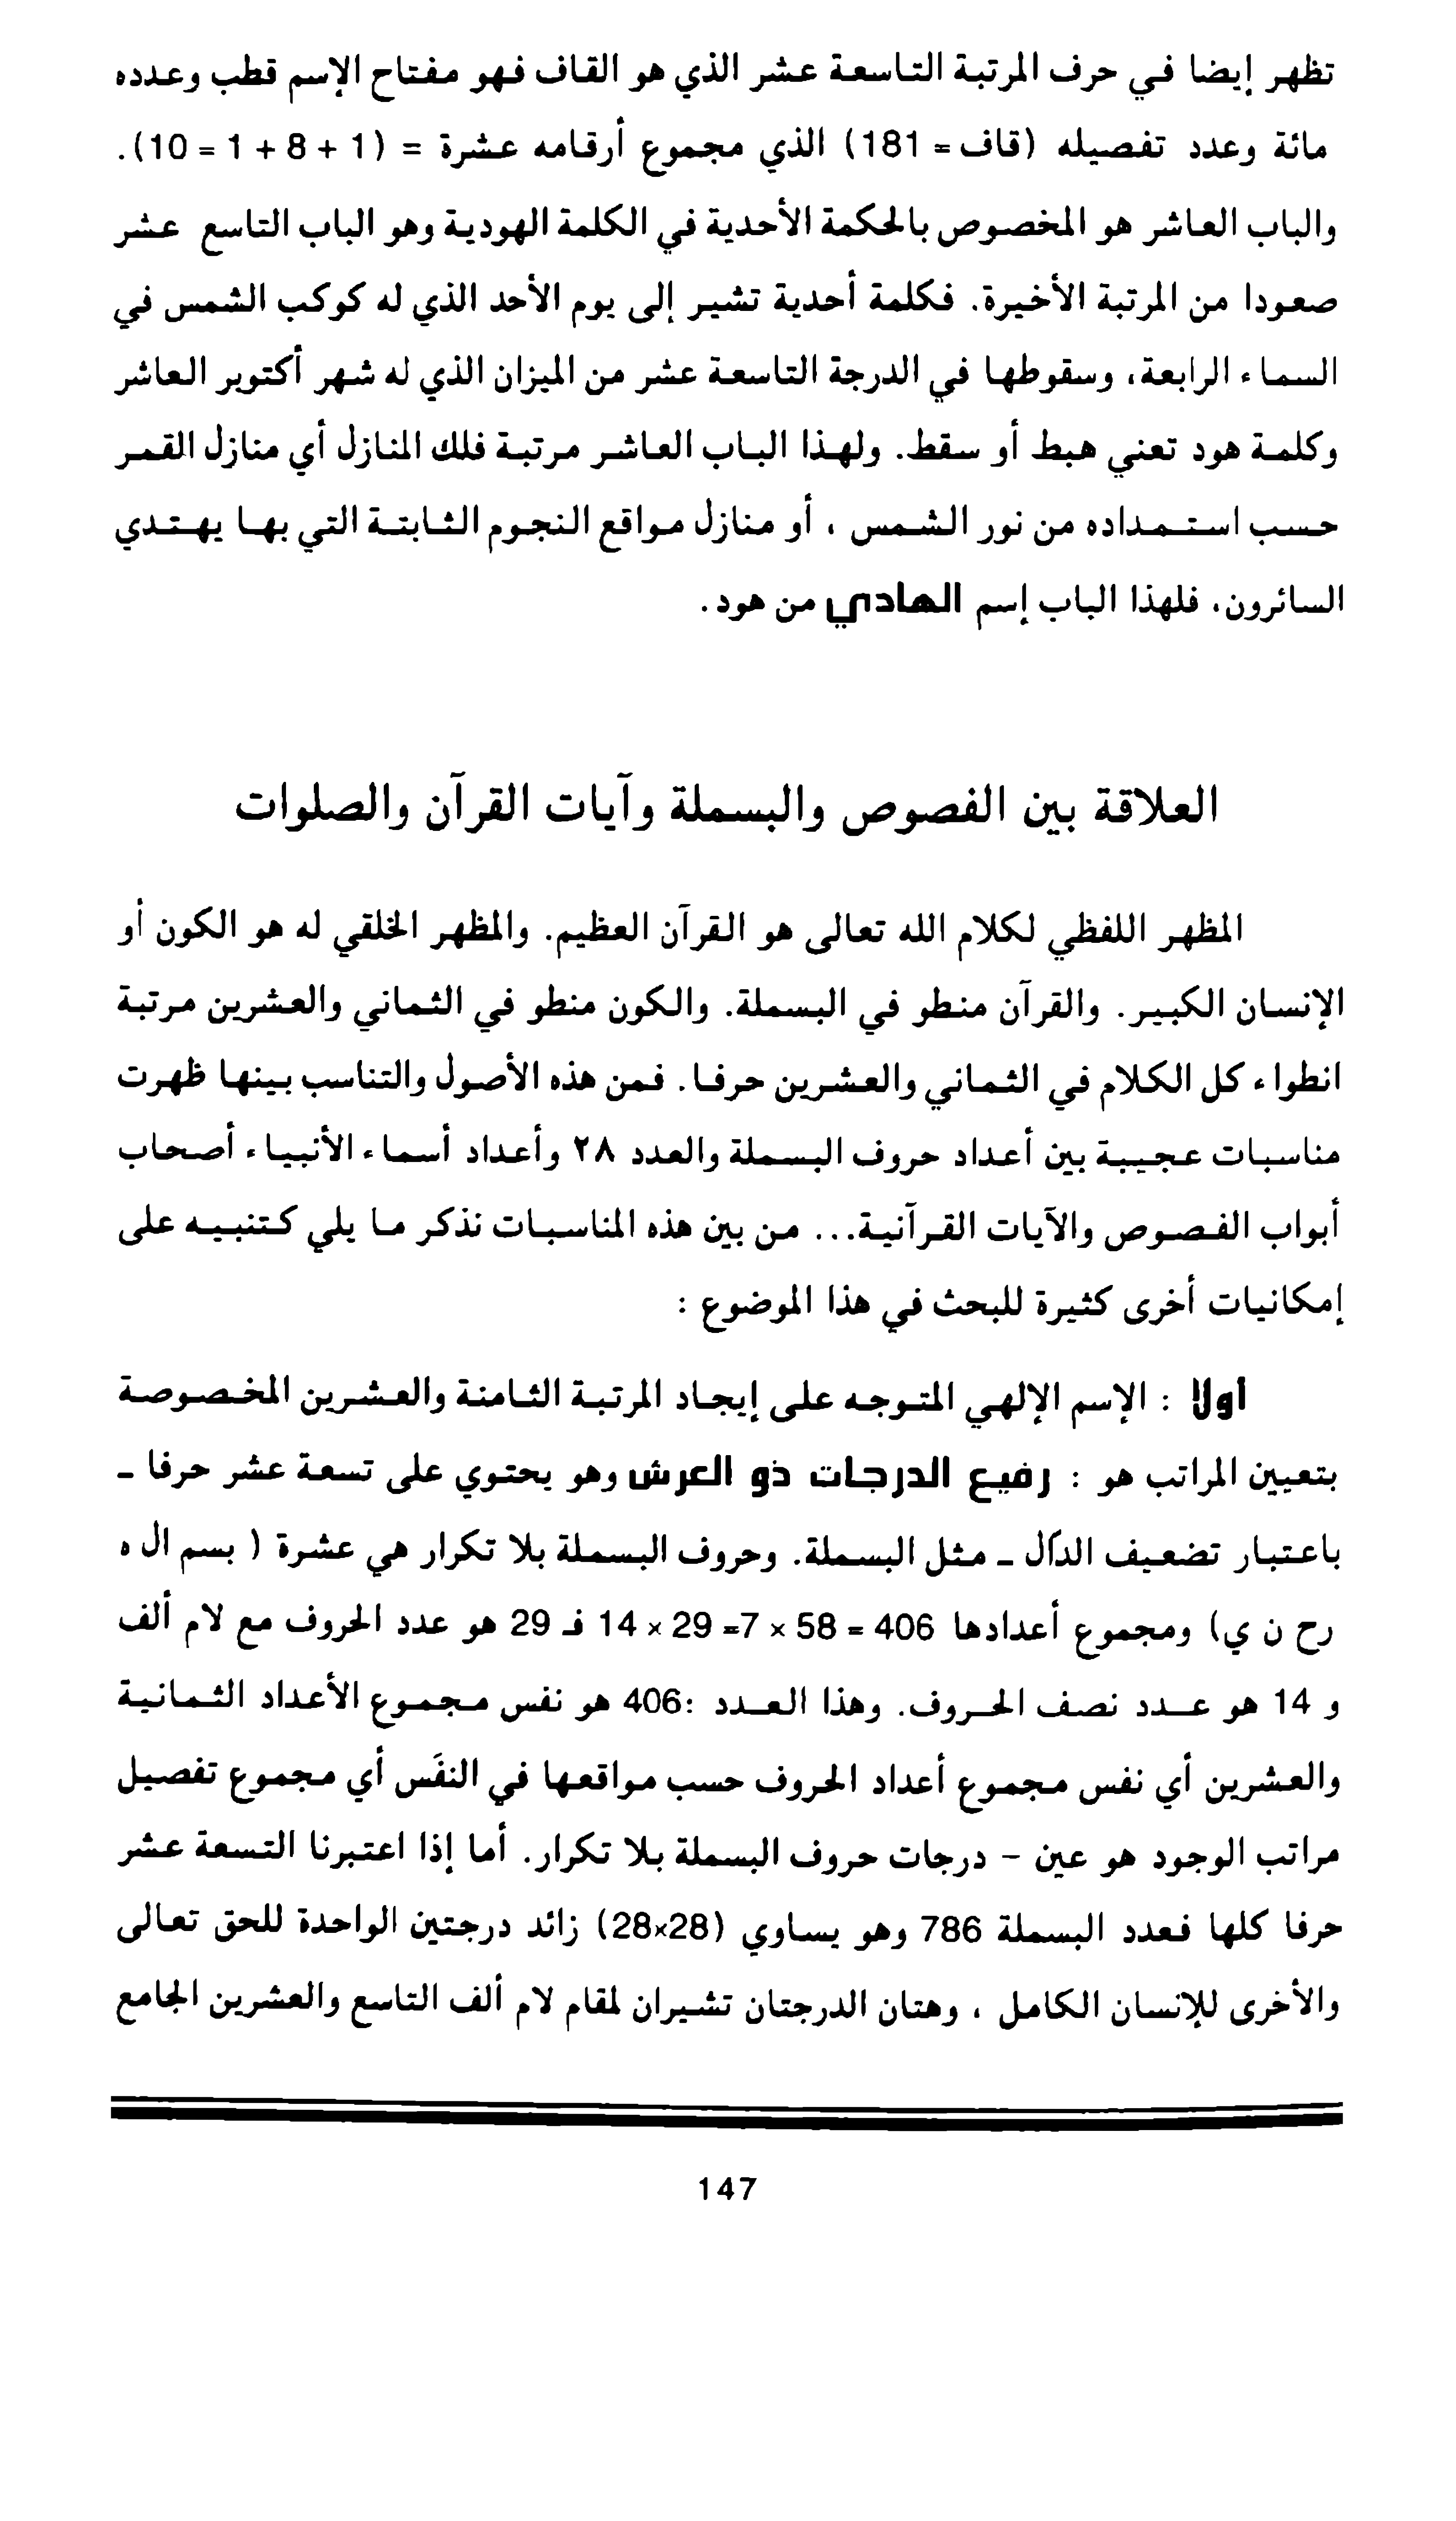 تظهر إيضا في حرف المرتبة التاسعة عشر الذي هو القاف فهو مفتاح الإسم قطب وعدده
مائة وعدد تفصيله (قاف = 181) الذي مجموع أرقامه عشرة = (1 + 8 + 1 = 10).
والباب العاشر هو المخصوص بالحكمة الأحدية في الكلمة الهودية وهو الباب التاسع عشر
صعودا من المرتبة الأخيرة. فكلمة أحدية تشير إلى يوم الأحد الذي له كوكب الشمس في
السماء الرابعة، وسقوطها في الدرجة التاسعة عشر من الميزان الذي له شهر أكتوبر العاشر
وكلمة هود تعني هبط أو سقط. ولهذا الباب العاشر مرتبة فلك المنازل أي منازل القمر
حسب استمداده من نور الشمس ، أو منازل مواقع النجوم الثابتة التي بها يهتدي
السائرون، فلهذا الباب إسم الهادي من هود.
العلاقة بين الفصوص والبسملة وآيات القرآن والصلوات
المظهر اللفظي لكلام الله تعالى هو القرآن العظيم. والمظهر الخلقي له هو الكون أو
الإنسان الكبير. والقرآن منطو في البسملة. والكون منطو في الثماني والعشرين مرتبة
انطواء كل الكلام في الثماني والعشرين حرفا. فمن هذه الأصول والتناسب بينها ظهرت
مناسبات عجيبة بين أعداد حروف البسملة والعدد ٢٨ وأعداد أسماء الأنبياء أصحاب
أبواب الفصوص والآيات القرآنية... من بين هذه المناسبات نذكر ما يلي كتنبيه على
إمكانيات أخرى كثيرة للبحث في هذا الموضوع :
أولا : الإسم الإلهي المتوجه على إيجاد المرتبة الثامنة والعشرين المخصوصة
بتعيين المراتب هو : رفيع الدرجات ذو العرش وهو يحتوي على تسعة عشر حرفا -
باعتبار تضعيف الدال - مثل البسملة. وحروف البسملة بلا تكرار هي عشرة ( بسم ال ه
رح ن ي) ومجموع أعدادها 406 = 58 × 7= 29 × 14 فـ 29 هو عدد الحروف مع لام ألف
و 14 هو عدد نصف الحروف. وهذا العدد :406 هو نفس مجموع الأعداد الثمانية
والعشرين أي نفس مجموع أعداد الحروف حسب مواقعها في النفَس أي مجموع تفصيل
مراتب الوجود هو عين - درجات حروف البسملة بلا تكرار. أما إذا اعتبرنا التسعة عشر
حرفا كلها فعدد البسملة 786 وهو يساوي (28×28) زائد درجتين الواحدة للحق تعالى
والأخرى للإنسان الكامل ، وهتان الدرجتان تشيران لمقام لام ألف التاسع والعشرين الجامع
147